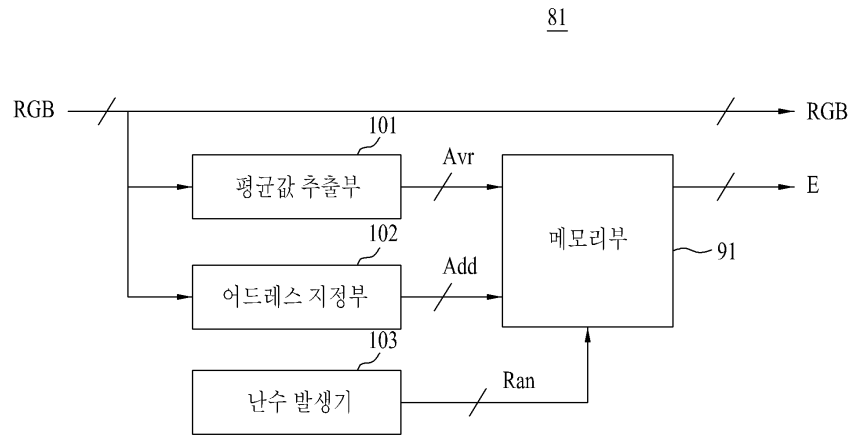 81
RGB
RGB
101
평균값 추출부
Avr
메모리부
E
91
102
어드레스 지정부
Add
103
난수 발생기
Ran